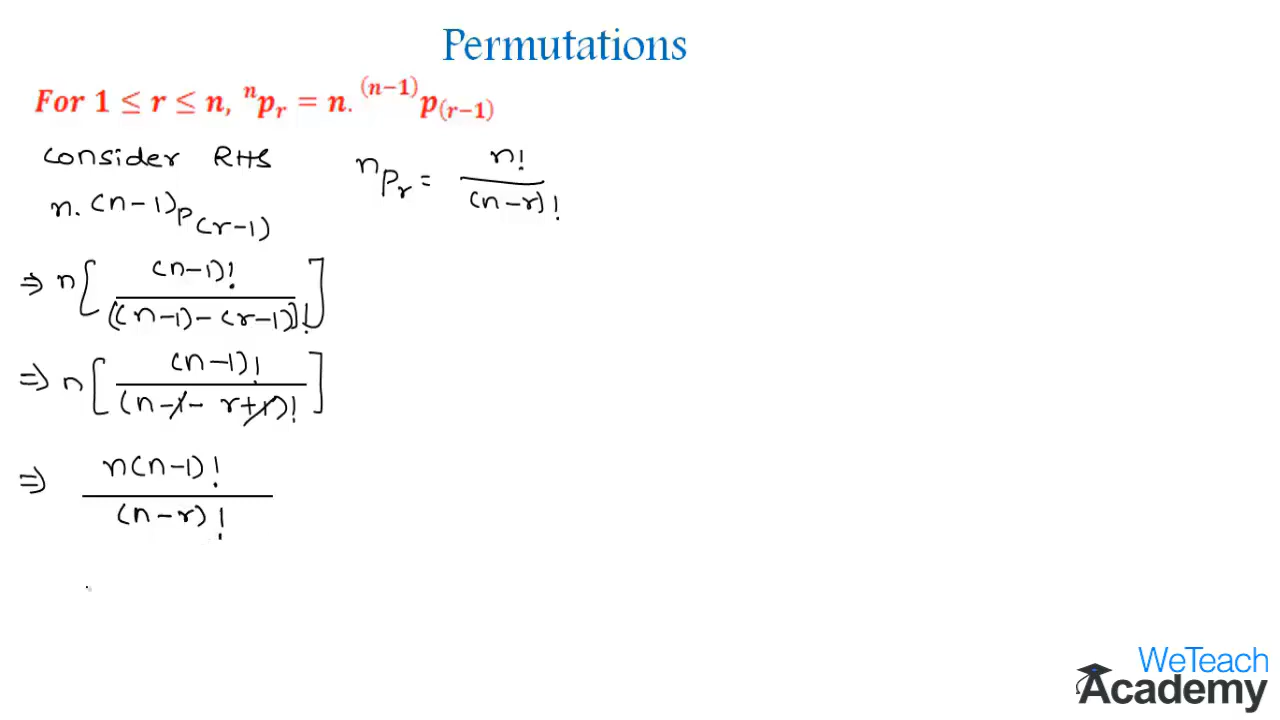 Permutations
For 1 ≤ r ≤ n, ⁿpᵣ = n. ⁽ⁿ⁻¹⁾p₍ᵣ₋₁₎
Consider RHS
n. (n-1)p(r-1)
npᵣ = n! / (n-r)!
⇒ n[ (n-1)! / ((n-1)-(r-1))! ]
⇒ n[ (n-1)! / (n-1-r+1)! ]
⇒ n(n-1)! / (n-r)!
WeTeach
Academy